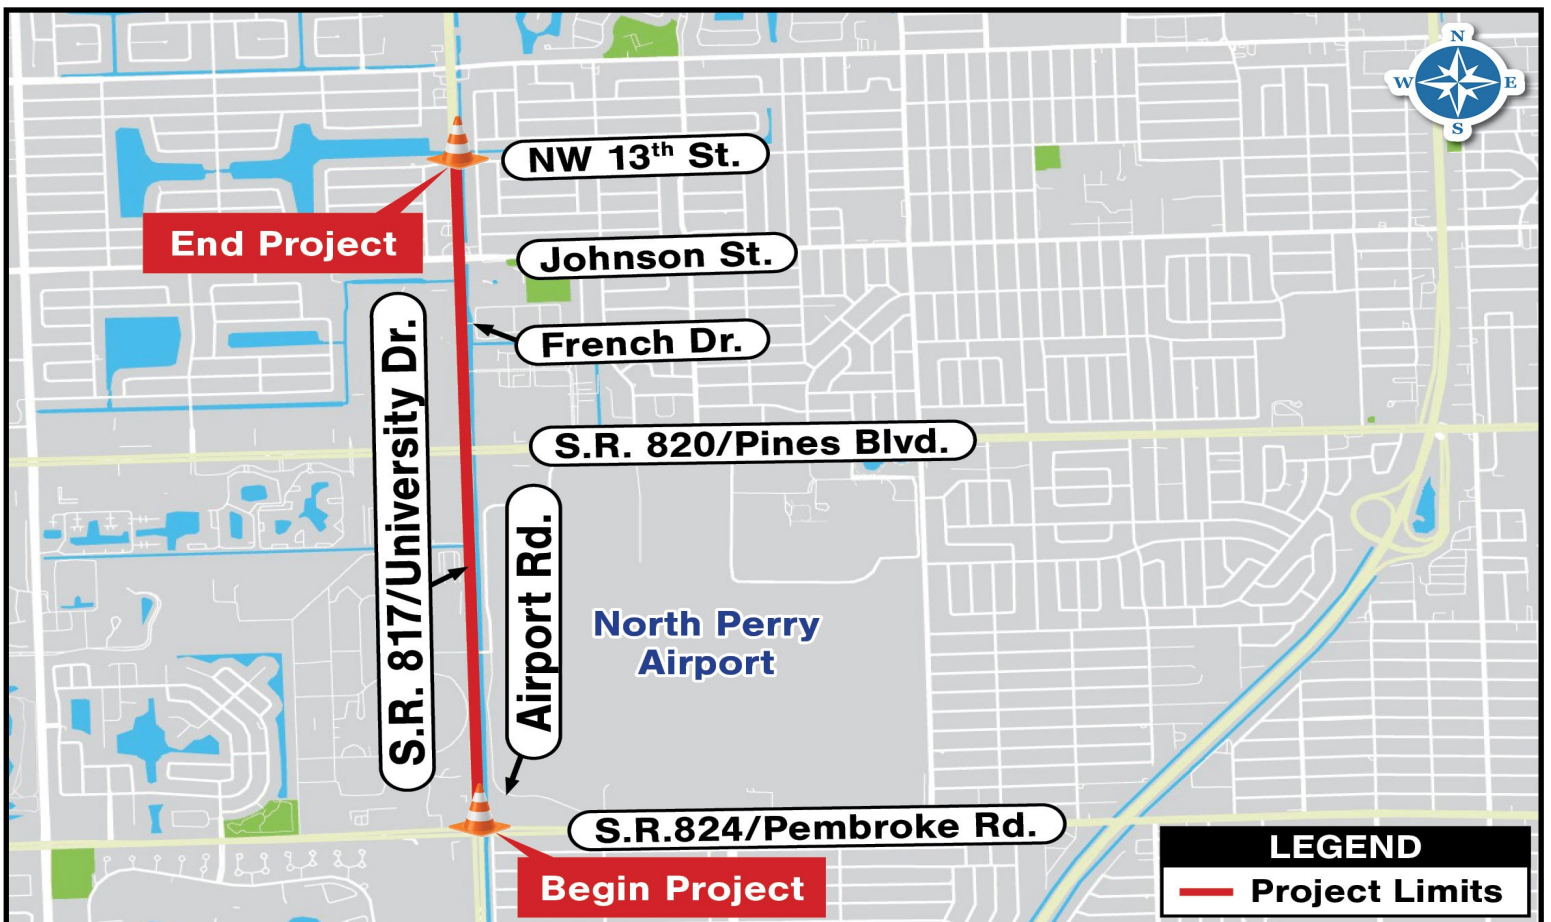 N
W
E
S
NW 13th St.
End Project
Johnson St.
French Dr.
S.R. 817/University Dr.
S.R. 820/Pines Blvd.
Airport Rd.
North Perry
Airport
S.R.824/Pembroke Rd.
Begin Project
LEGEND
Project Limits